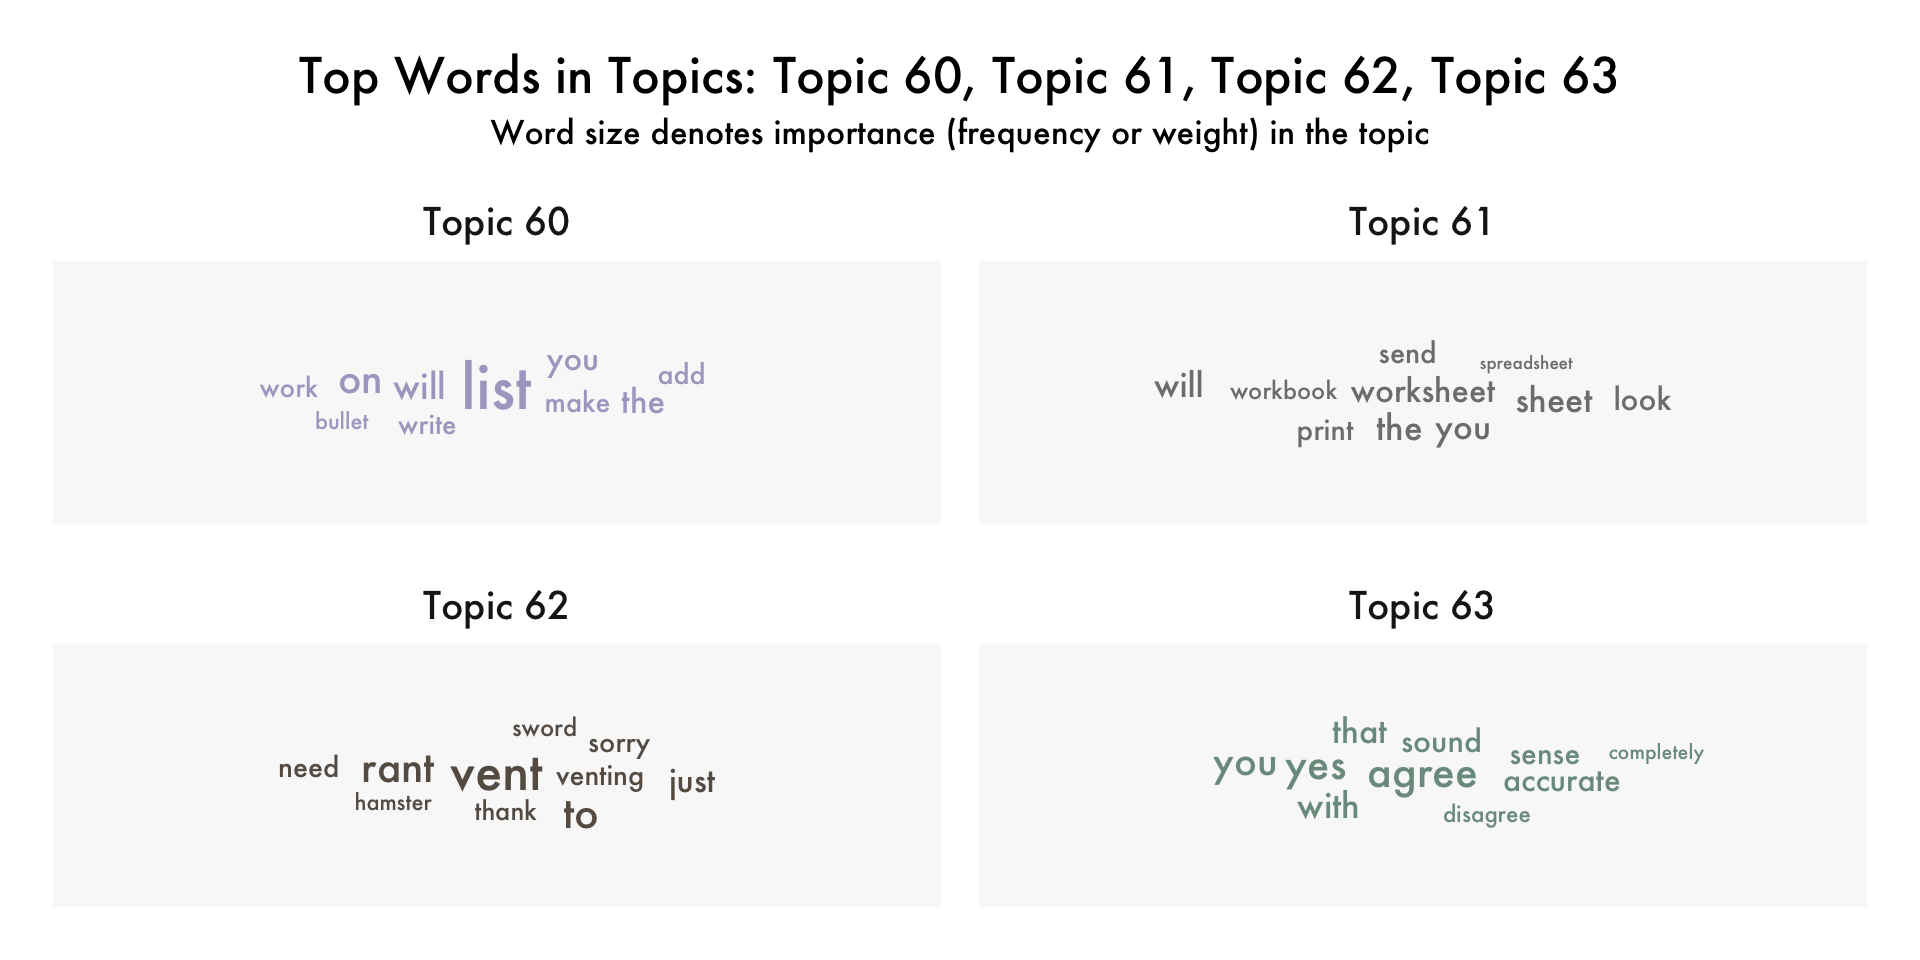 Top Words in Topics: Topic 60, Topic 61, Topic 62, Topic 63
Word size denotes importance (frequency or weight) in the topic
Topic 60
you
add
work on will list make the
bullet write
Topic 61
send spreadsheet
will workbook worksheet sheet look
print the you
Topic 62
sword sorry
need rant vent venting just
hamster thank to
Topic 63
that sound sense completely
you yes agree accurate
with disagree